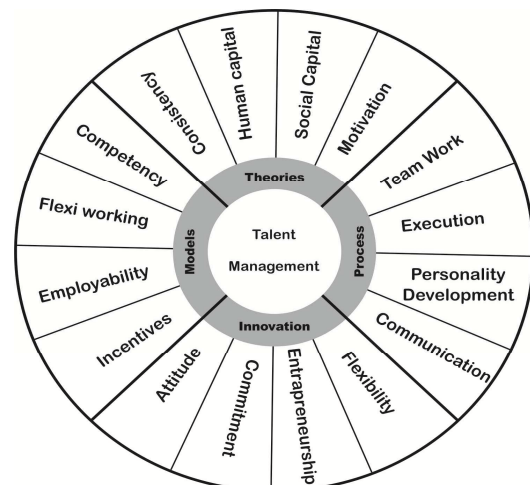 Consistency
Human capital
Social Capital
Motivation
Team Work
Execution
Personality
Development
Communication
Flexibility
Entrapreneurship
Commitment
Attitude
Incentives
Employability
Flexi working
Competency
Theories
Process
Innovation
Models
Talent
Management